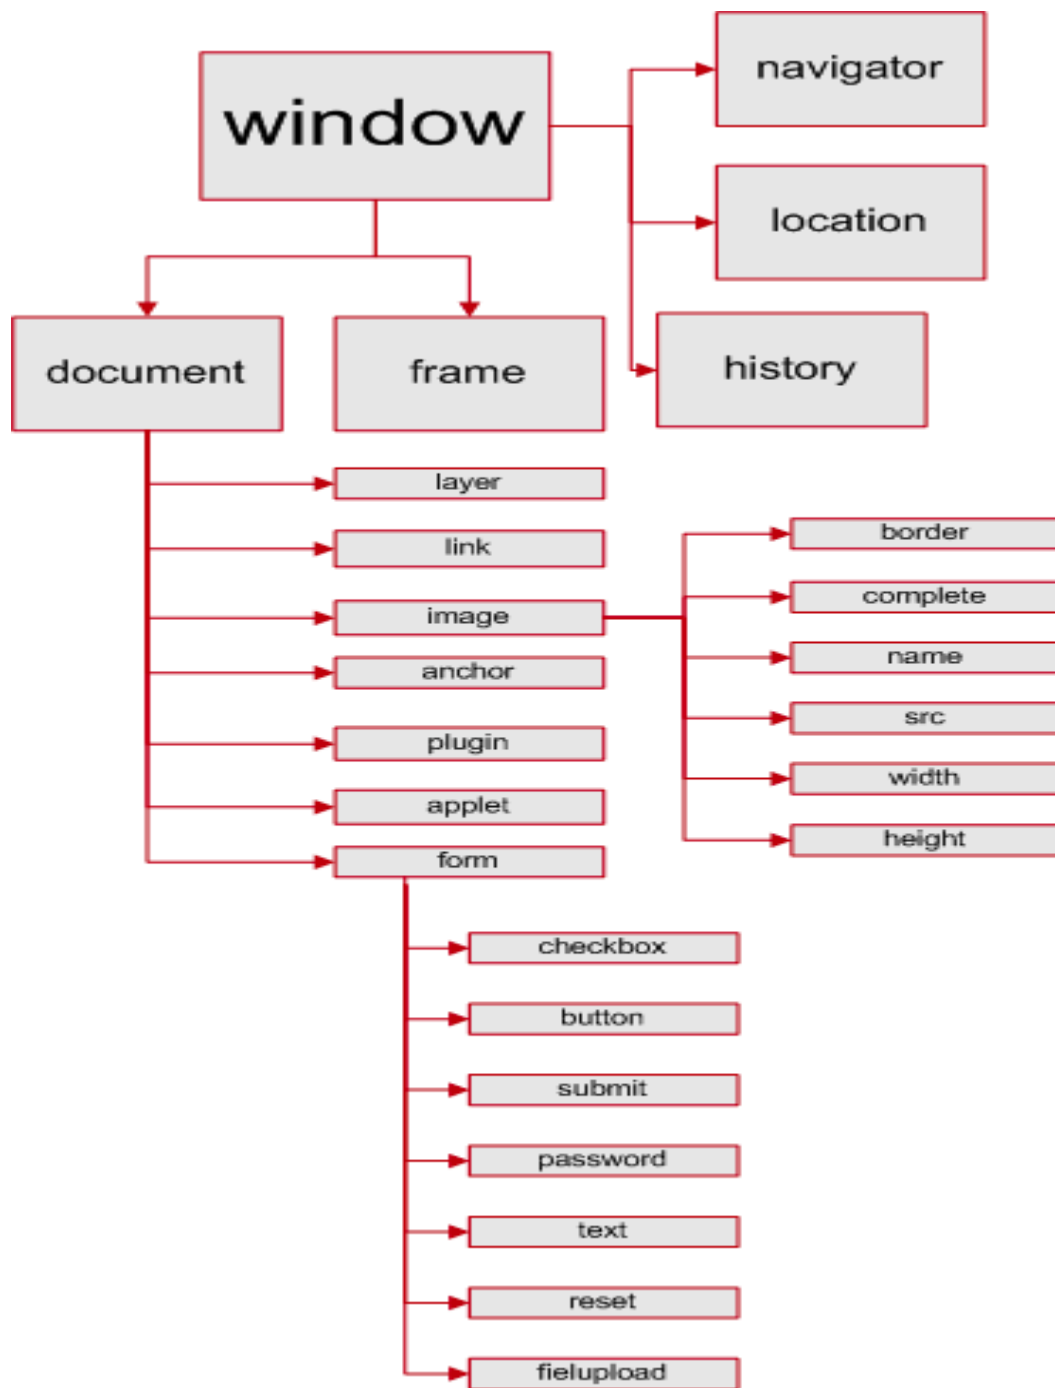 window
navigator
location
history
document
frame
layer
link
image
anchor
plugin
applet
form
border
complete
name
src
width
height
checkbox
button
submit
password
text
reset
fielupload